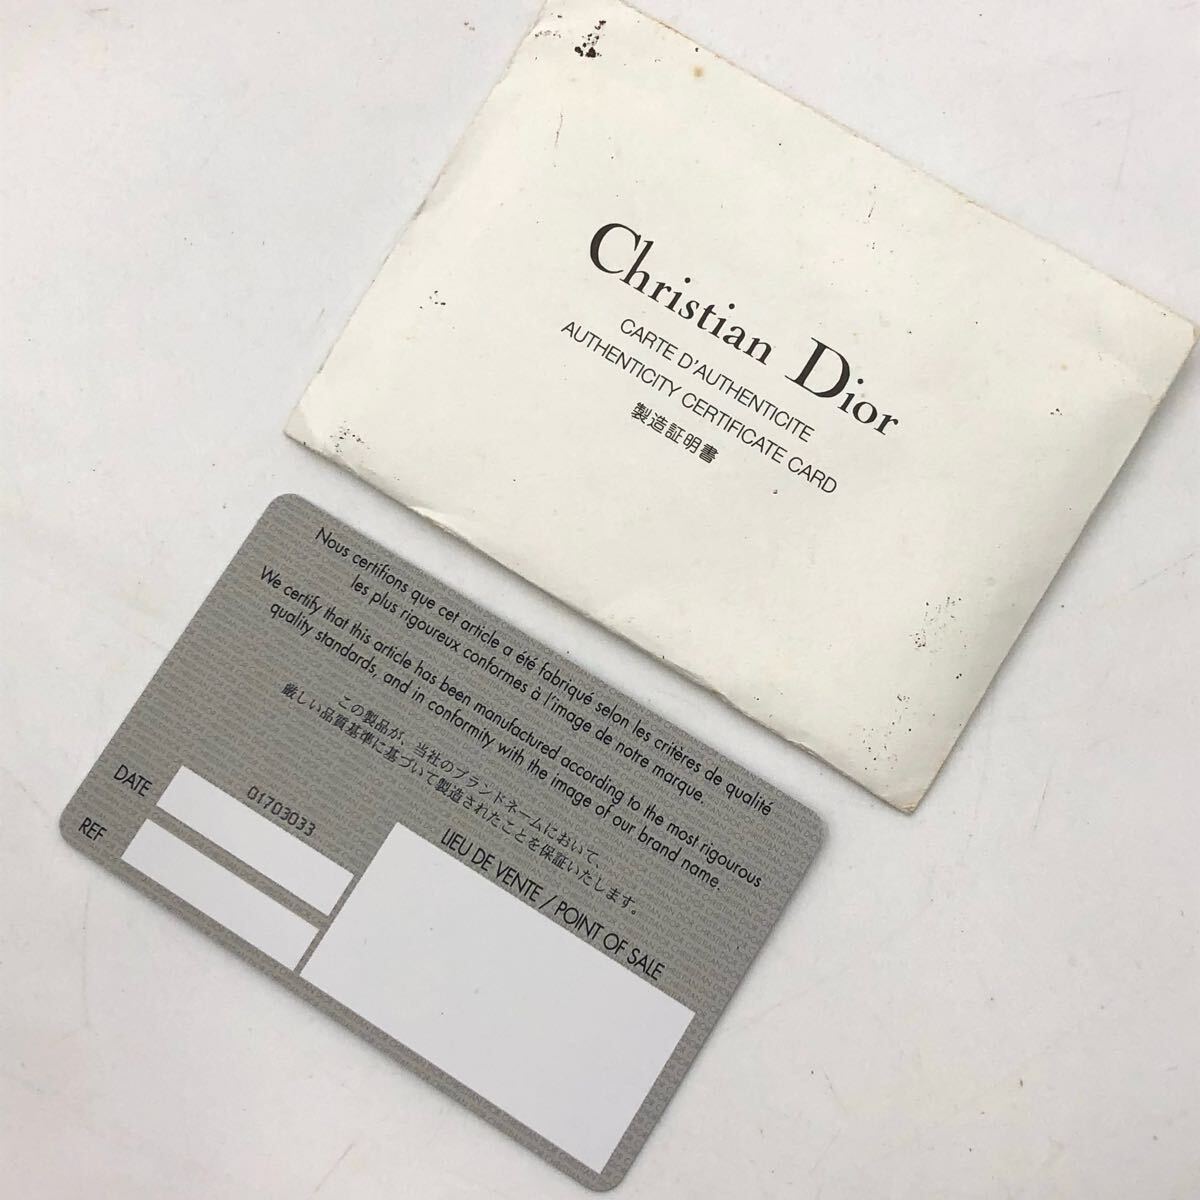 Christian Dior
CARTE D'AUTHENTICITE
AUTHENTICITY CERTIFICATE CARD
製造証明書
Nous certifions que cet article a été fabriqué selon les critères de qualité
les plus rigoureux conformes à l'image de notre marque.
We certify that this article has been manufactured according to the most rigourous
quality standards, and in conformity with the image of our brand name.
この製品が、当社のブランドネームにおいて、
厳しい品質基準に基づいて製造されたことを保証いたします。
01703033
DATE
REF
LIEU DE VENTE / POINT OF SALE